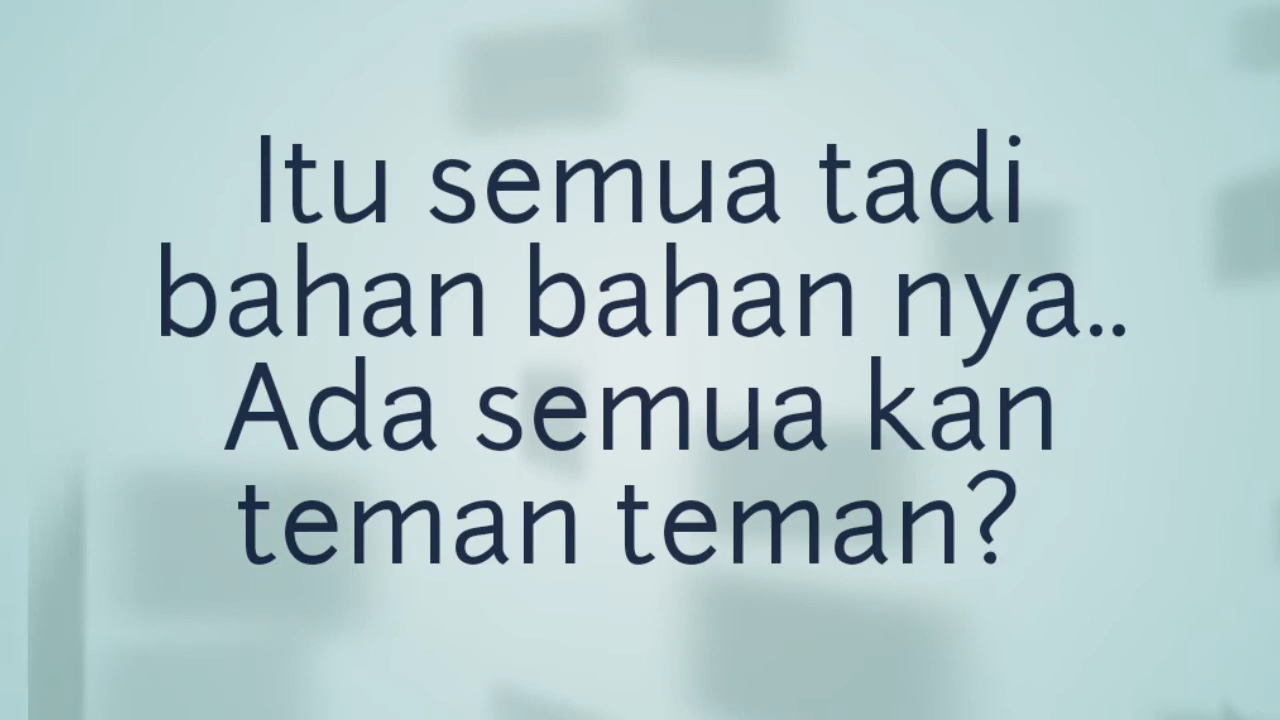 Itu semua tadi
bahan bahan nya..
Ada semua kan
teman teman?